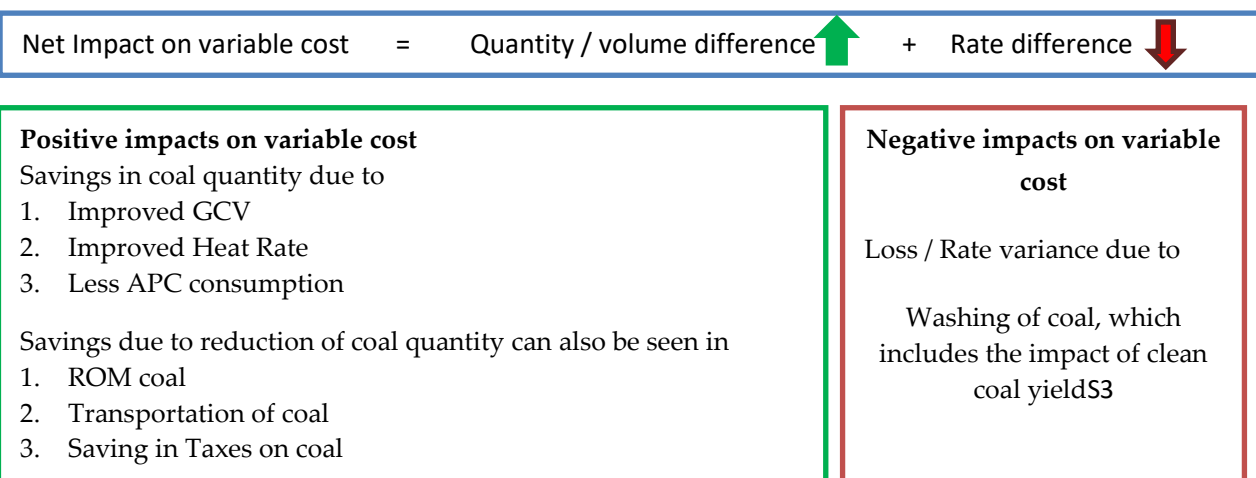 Net Impact on variable cost = Quantity / volume difference + Rate difference
Positive impacts on variable cost
Savings in coal quantity due to
1. Improved GCV
2. Improved Heat Rate
3. Less APC consumption
Savings due to reduction of coal quantity can also be seen in
1. ROM coal
2. Transportation of coal
3. Saving in Taxes on coal
Negative impacts on variable
cost
Loss / Rate variance due to
Washing of coal, which
includes the impact of clean
coal yieldS3